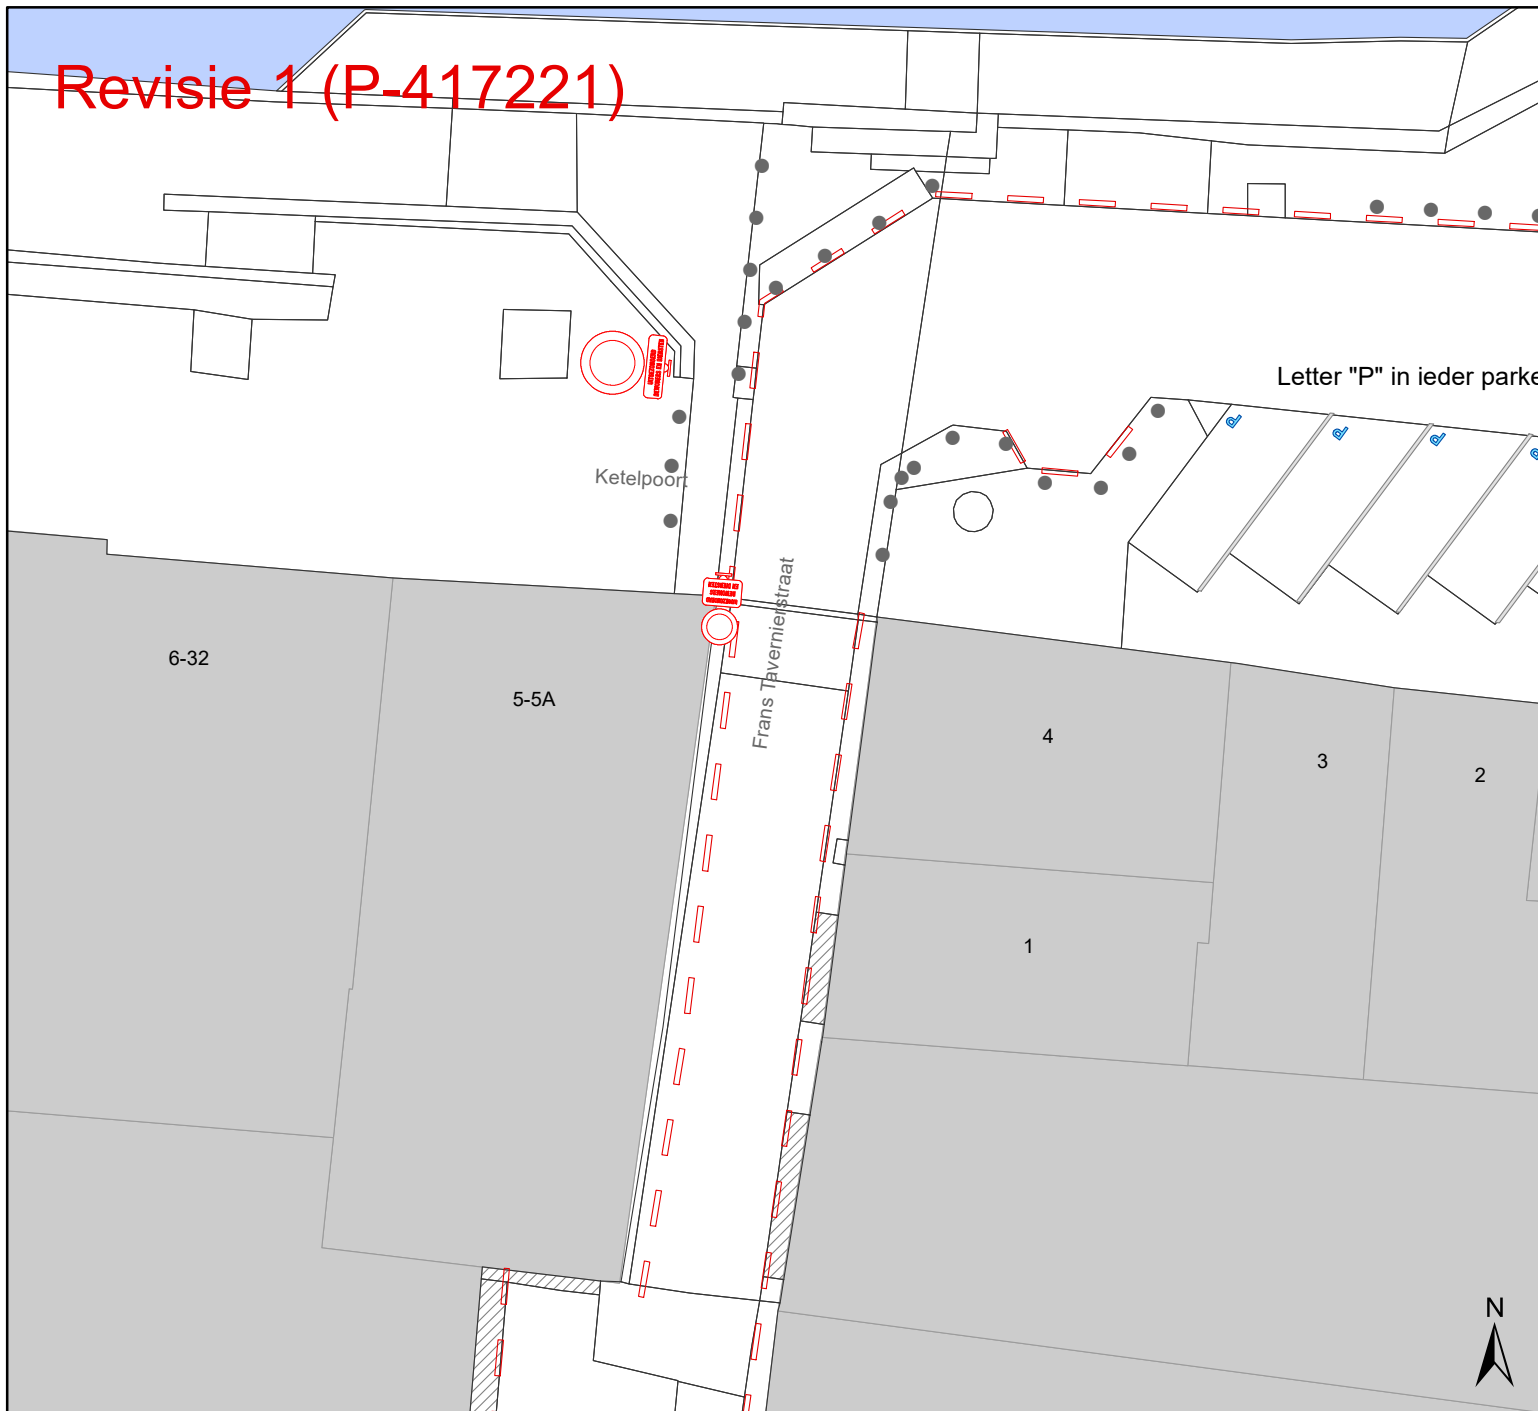 Revisie 1 (P-417221)
Letter "P" in ieder parke
P
P
P
P
Ketelpoort
Frans Tavernierstraat
6-32
5-5A
4
3
2
1
N